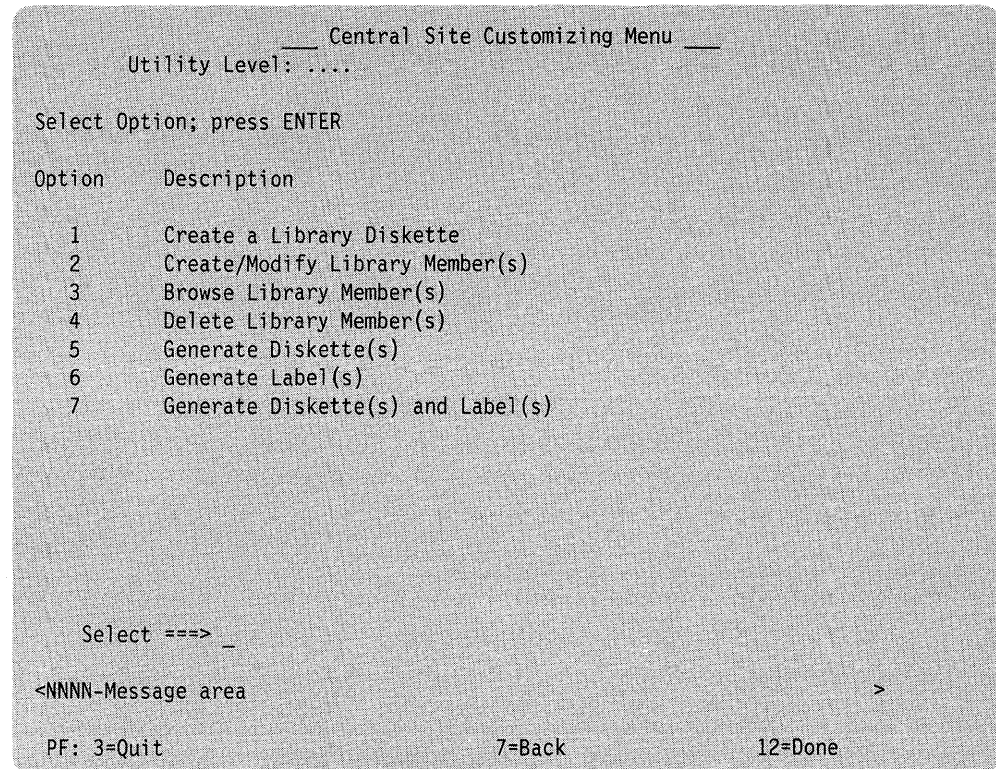 ___ Central Site Customizing Menu ___
Utility Level: ....
Select Option; press ENTER
Option Description
1 Create a Library Diskette
2 Create/Modify Library Member(s)
3 Browse Library Member(s)
4 Delete Library Member(s)
5 Generate Diskette(s)
6 Generate Label(s)
7 Generate Diskette(s) and Label(s)
Select ===> _
<NNNN-Message area >
PF: 3=Quit 7=Back 12=Done